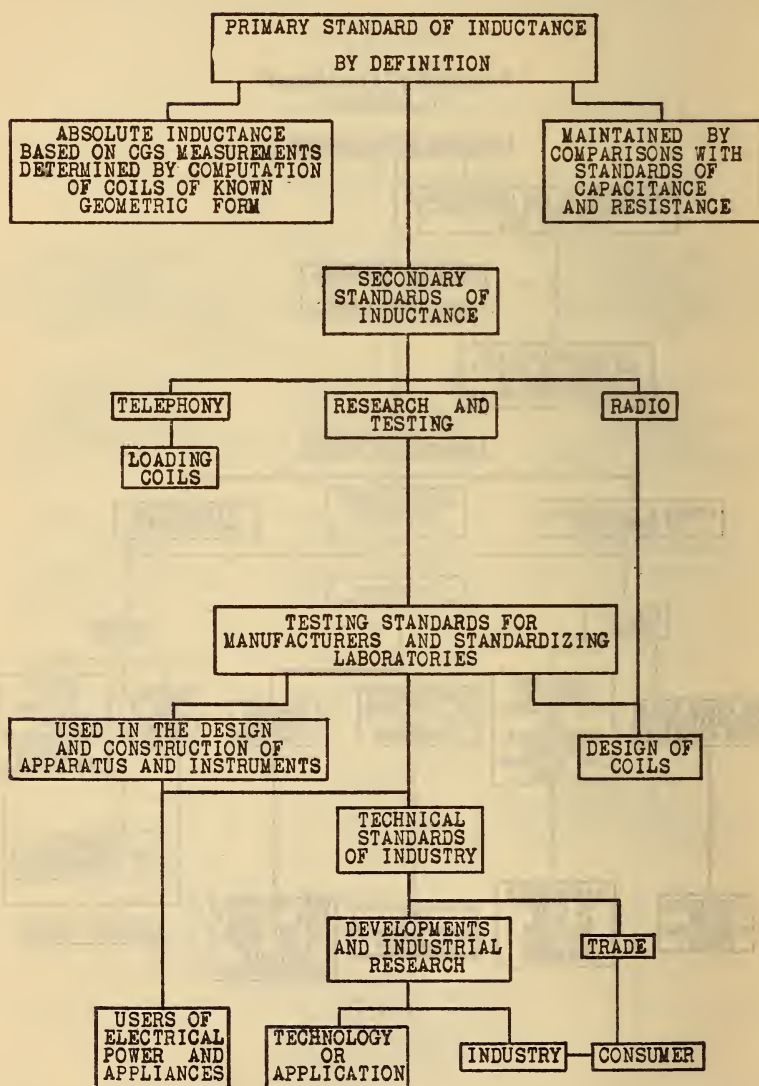 PRIMARY STANDARD OF INDUCTANCE
BY DEFINITION
ABSOLUTE INDUCTANCE
BASED ON CGS MEASUREMENTS
DETERMINED BY COMPUTATION
OF COILS OF KNOWN
GEOMETRIC FORM
MAINTAINED BY
COMPARISONS WITH
STANDARDS OF
CAPACITANCE
AND RESISTANCE
SECONDARY
STANDARDS OF
INDUCTANCE
TELEPHONY
RESEARCH AND
TESTING
RADIO
LOADING
COILS
TESTING STANDARDS FOR
MANUFACTURERS AND STANDARDIZING
LABORATORIES
USED IN THE DESIGN
AND CONSTRUCTION OF
APPARATUS AND INSTRUMENTS
DESIGN OF
COILS
TECHNICAL
STANDARDS
OF INDUSTRY
DEVELOPMENTS
AND INDUSTRIAL
RESEARCH
TRADE
USERS OF
ELECTRICAL
POWER AND
APPLIANCES
TECHNOLOGY
OR
APPLICATION
INDUSTRY
CONSUMER